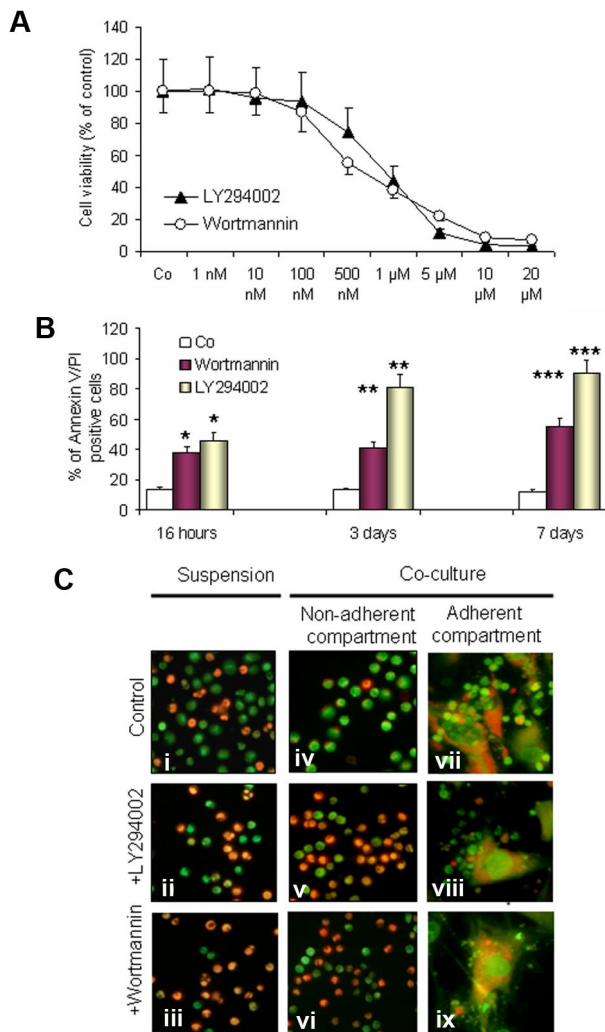 A
Cell viability (% of control)
140
120
100
80
60
40
20
0
LY294002
Wortmannin
Co
1 nM
10 nM
100 nM
500 nM
1 µM
5 µM
10 µM
20 µM
B
% of Annexin V/PI
positive cells
120
100
80
60
40
20
0
Co
Wortmannin
LY294002
* *
** **
*** ***
16 hours
3 days
7 days
C
Suspension
Co-culture
Non-adherent
compartment
Adherent
compartment
Control
i
iv
vii
+LY294002
ii
v
viii
+Wortmannin
iii
vi
ix